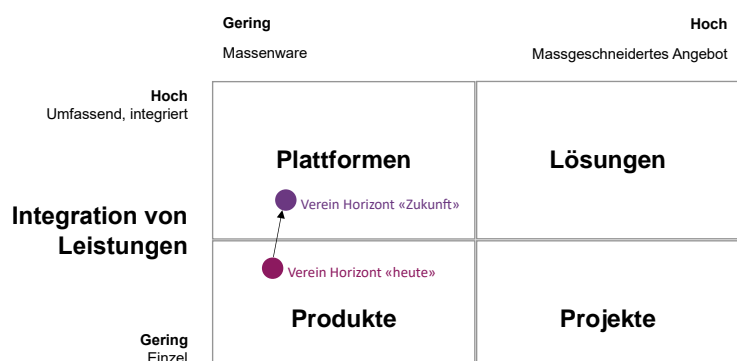 Gering
Hoch
Massenware
Massgeschneidertes Angebot
Hoch
Umfassend, integriert
Plattformen
Lösungen
Verein Horizont «Zukunft»
Integration von
Leistungen
Verein Horizont «heute»
Produkte
Projekte
Gering
Einzel